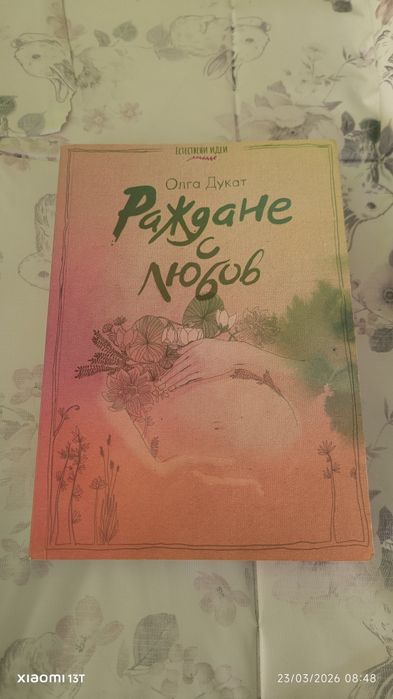 Естествени идеи
Олга Дукат
Раждане
с
любов
XIAOMI 13T
23/03/2026 08:48